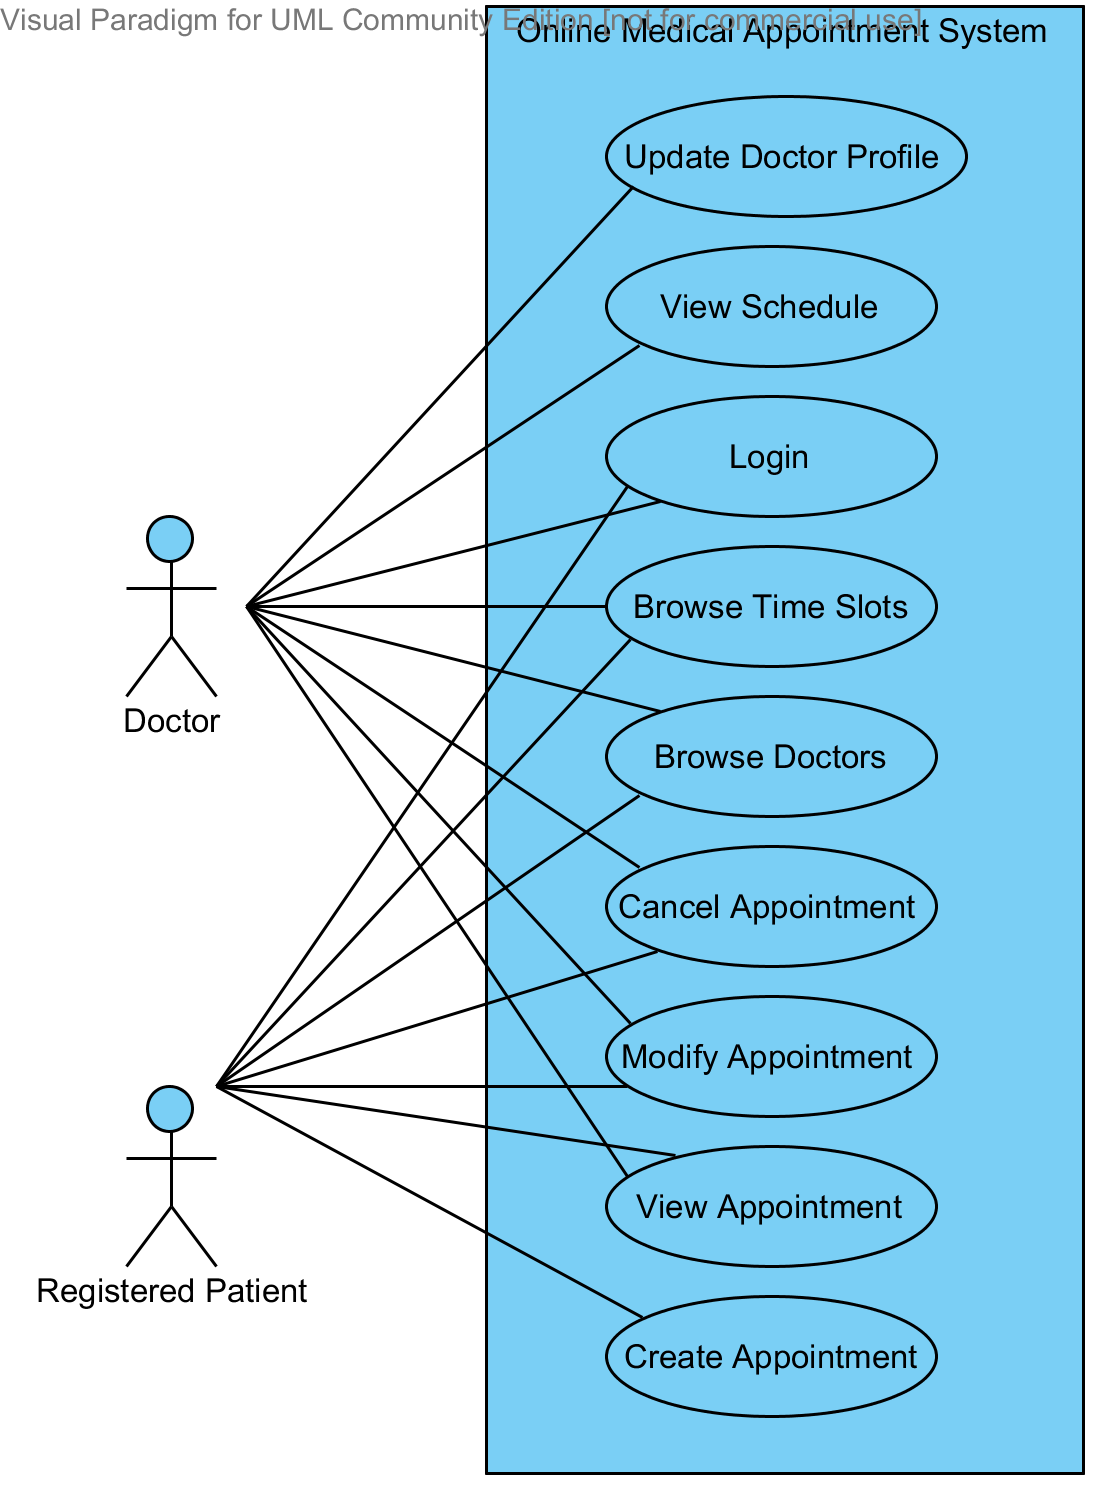 Visual Paradigm for UML Community Edition [not for commercial use]
Online Medical Appointment System
Update Doctor Profile
View Schedule
Login
Browse Time Slots
Doctor
Browse Doctors
Cancel Appointment
Modify Appointment
View Appointment
Registered Patient
Create Appointment